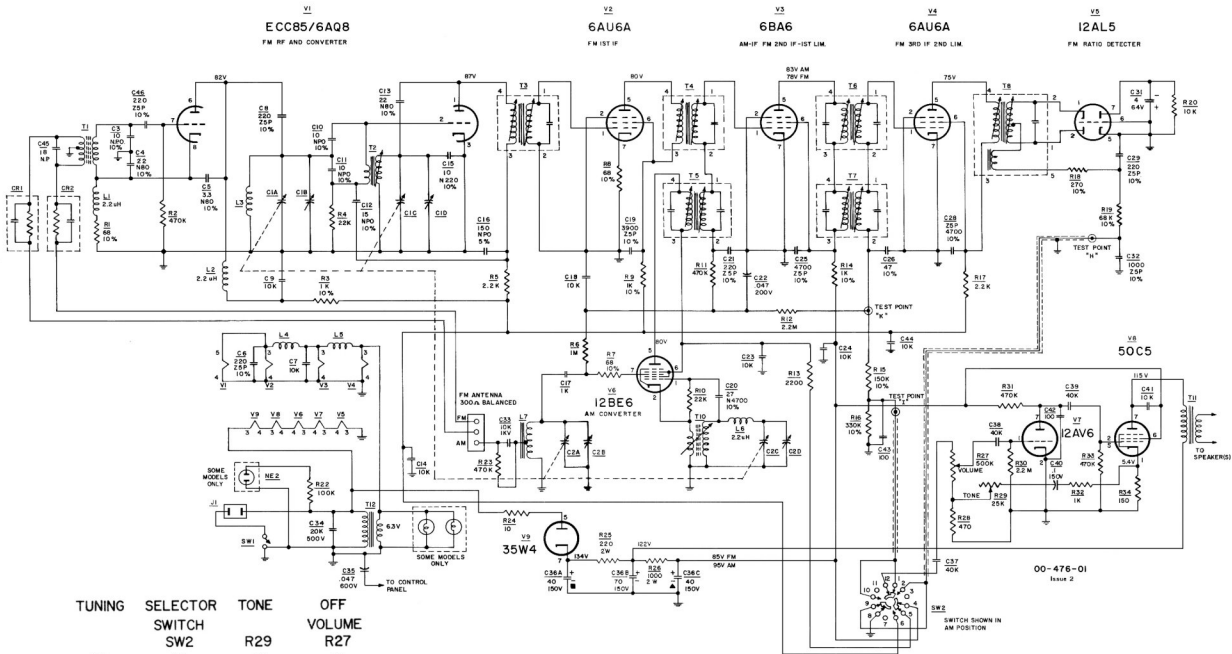 V1
ECC85/6AQ8
FM RF AND CONVERTER
V2
6AU6A
FM 1ST IF
V3
6BA6
AM-IF FM 2ND IF-1ST LIM.
V4
6AU6A
FM 3RD IF 2ND LIM.
V5
12AL5
FM RATIO DETECTER
C46
220
Z5P
10%
82V
C8
220
Z5P
10%
C13
22
N80
10%
87V
T3
80V
T4
83V AM
78V FM
T6
75V
T8
C31
4
64V
R20
10K
C45
18
N.P.
T1
C3
10
NPO
10%
C4
22
N80
10%
C5
3.3
N80
10%
L1
2.2uH
R1
68
10%
CR1
CR2
R2
470K
L2
2.2uH
L3
C1A
C1B
C9
10K
R3
1K
10%
C10
10
NPO
10%
C11
10
NPO
10%
R4
22K
T2
C12
15
NPO
10%
C1C
C1D
C15
10
N220
10%
C16
150
NPO
5%
R5
2.2K
R8
68
10%
C19
3900
Z5P
10%
C18
10K
R9
1K
10%
T5
R11
470K
C21
220
Z5P
10%
C22
.047
200V
C25
4700
Z5P
10%
T7
R14
1K
10%
C26
47
10%
C28
Z5P
4700
10%
R17
2.2K
R18
270
10%
C29
220
Z5P
10%
R19
68K
10%
TEST POINT
"H"
C32
1000
Z5P
10%
R12
2.2M
TEST POINT
"K"
C44
10K
R6
1M
80V
R7
68
10%
C17
1K
V6
12BE6
AM CONVERTER
R10
22K
C20
N4700
10%
C23
10K
R13
2200
C24
10K
R15
150K
10%
TEST POINT
"I"
R16
330K
10%
C43
100
T10
L6
2.2uH
C2C
C2D
L4
L5
C6
220
Z5P
10%
C7
10K
V1
V2
V3
V4
V9
V8
V6
V7
V5
FM ANTENNA
300Ω BALANCED
FM
AM
C33
10K
1KV
L7
C2A
C2B
R23
470K
C14
10K
SOME
MODELS
ONLY
NE2
R22
100K
J1
SW1
C34
20K
500V
T12
6.3V
SOME MODELS
ONLY
C35
.047
600V
TO CONTROL
PANEL
R24
10
V9
35W4
134V
R25
220
2W
122V
R26
1000
2W
85V FM
95V AM
C36A
40
150V
C36B
70
150V
C36C
40
150V
V8
50C5
115V
C41
10K
T11
TO
SPEAKER(S)
R31
470K
C39
40K
C42
100
V7
12AV6
C38
40K
R27
500K
VOLUME
R30
2.2M
TONE
R29
25K
C40
1
150V
R33
470K
R32
1K
5.4V
R34
150
R28
470
C37
40K
SW2
SWITCH SHOWN IN
AM POSITION
00-476-01
Issue 2
TUNING SELECTOR SWITCH SW2 TONE R29 OFF VOLUME R27